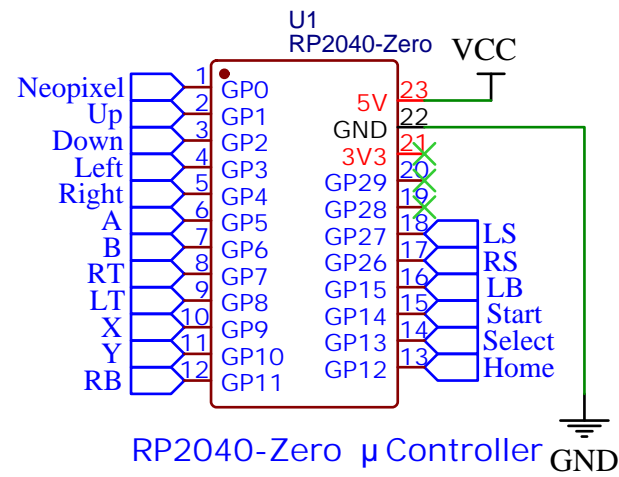 U1
RP2040-Zero
VCC
Neopixel 1 GP0
Up 2 GP1
Down 3 GP2
Left 4 GP3
Right 5 GP4
A 6 GP5
B 7 GP6
RT 8 GP7
LT 9 GP8
X 10 GP9
Y 11 GP10
RB 12 GP11
5V 23
GND 22
3V3 21
GP29 20
GP28 19
GP27 18 LS
GP26 17 RS
GP15 16 LB
GP14 15 Start
GP13 14 Select
GP12 13 Home
RP2040-Zero µController
GND